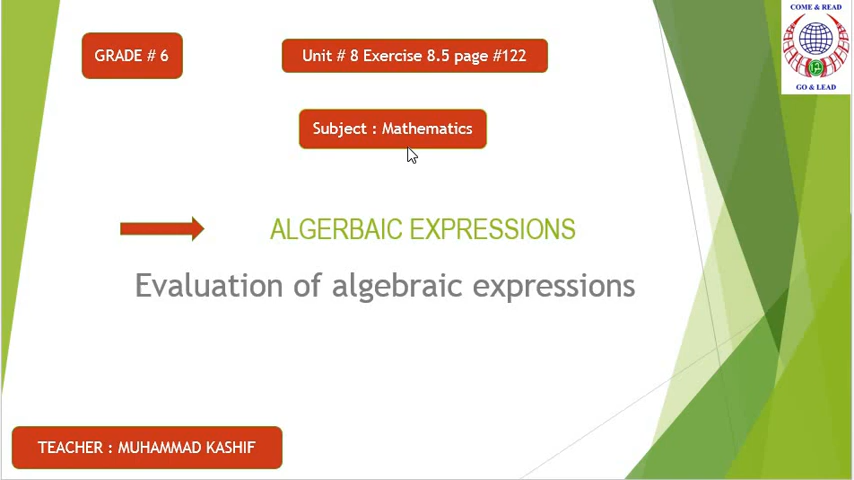 COME & READ
GRADE # 6
Unit # 8 Exercise 8.5 page #122
GO & LEAD
Subject : Mathematics
ALGERBAIC EXPRESSIONS
Evaluation of algebraic expressions
TEACHER : MUHAMMAD KASHIF